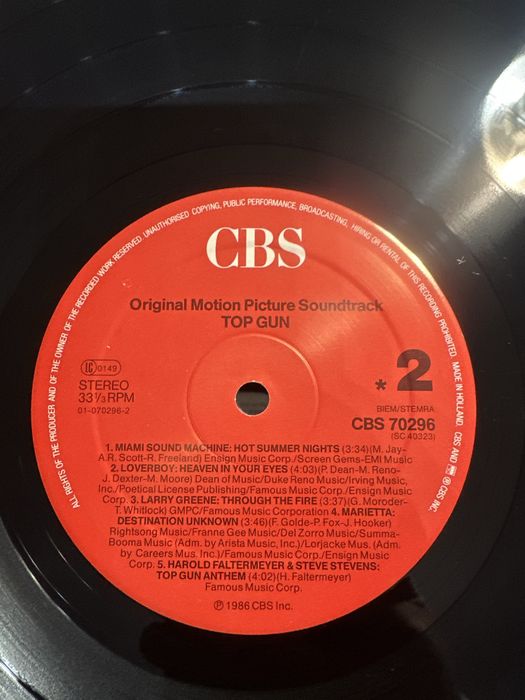 ALL RIGHTS OF THE PRODUCER AND OF THE OWNER OF THE RECORDED WORK RESERVED. UNAUTHORISED COPYING, PUBLIC PERFORMANCE, BROADCASTING, HIRING OR RENTAL OF THIS RECORDING PROHIBITED. MADE IN HOLLAND. CBS AND ARE ® CBS INC.
CBS
Original Motion Picture Soundtrack
TOP GUN
LC 0149
STEREO
33⅓ RPM
01-070296-2
* 2
BIEM/STEMRA
CBS 70296
(SC 40323)
1. MIAMI SOUND MACHINE: HOT SUMMER NIGHTS (3:34)(M. Jay-
A.R. Scott-R. Freeland) Ensign Music Corp./Screen Gems-EMI Music
2. LOVERBOY: HEAVEN IN YOUR EYES (4:03)(P. Dean-M. Reno-
J. Dexter-M. Moore) Dean of Music/Duke Reno Music/Irving Music,
Inc./Poetical License Publishing/Famous Music Corp./Ensign Music
Corp. 3. LARRY GREENE: THROUGH THE FIRE (3:37)(G. Moroder-
T. Whitlock) GMPC/Famous Music Corporation 4. MARIETTA:
DESTINATION UNKNOWN (3:46)(F. Golde-P. Fox-J. Hooker)
Rightsong Music/Franne Gee Music/Del Zorro Music/Summa-
Booma Music (Adm. by Arista Music, Inc.)/Lorjacke Mus. (Adm.
by Careers Mus. Inc.)/Famous Music Corp./Ensign Music
Corp. 5. HAROLD FALTERMEYER & STEVE STEVENS:
TOP GUN ANTHEM (4:02)(H. Faltermeyer)
Famous Music Corp.
℗ 1986 CBS Inc.